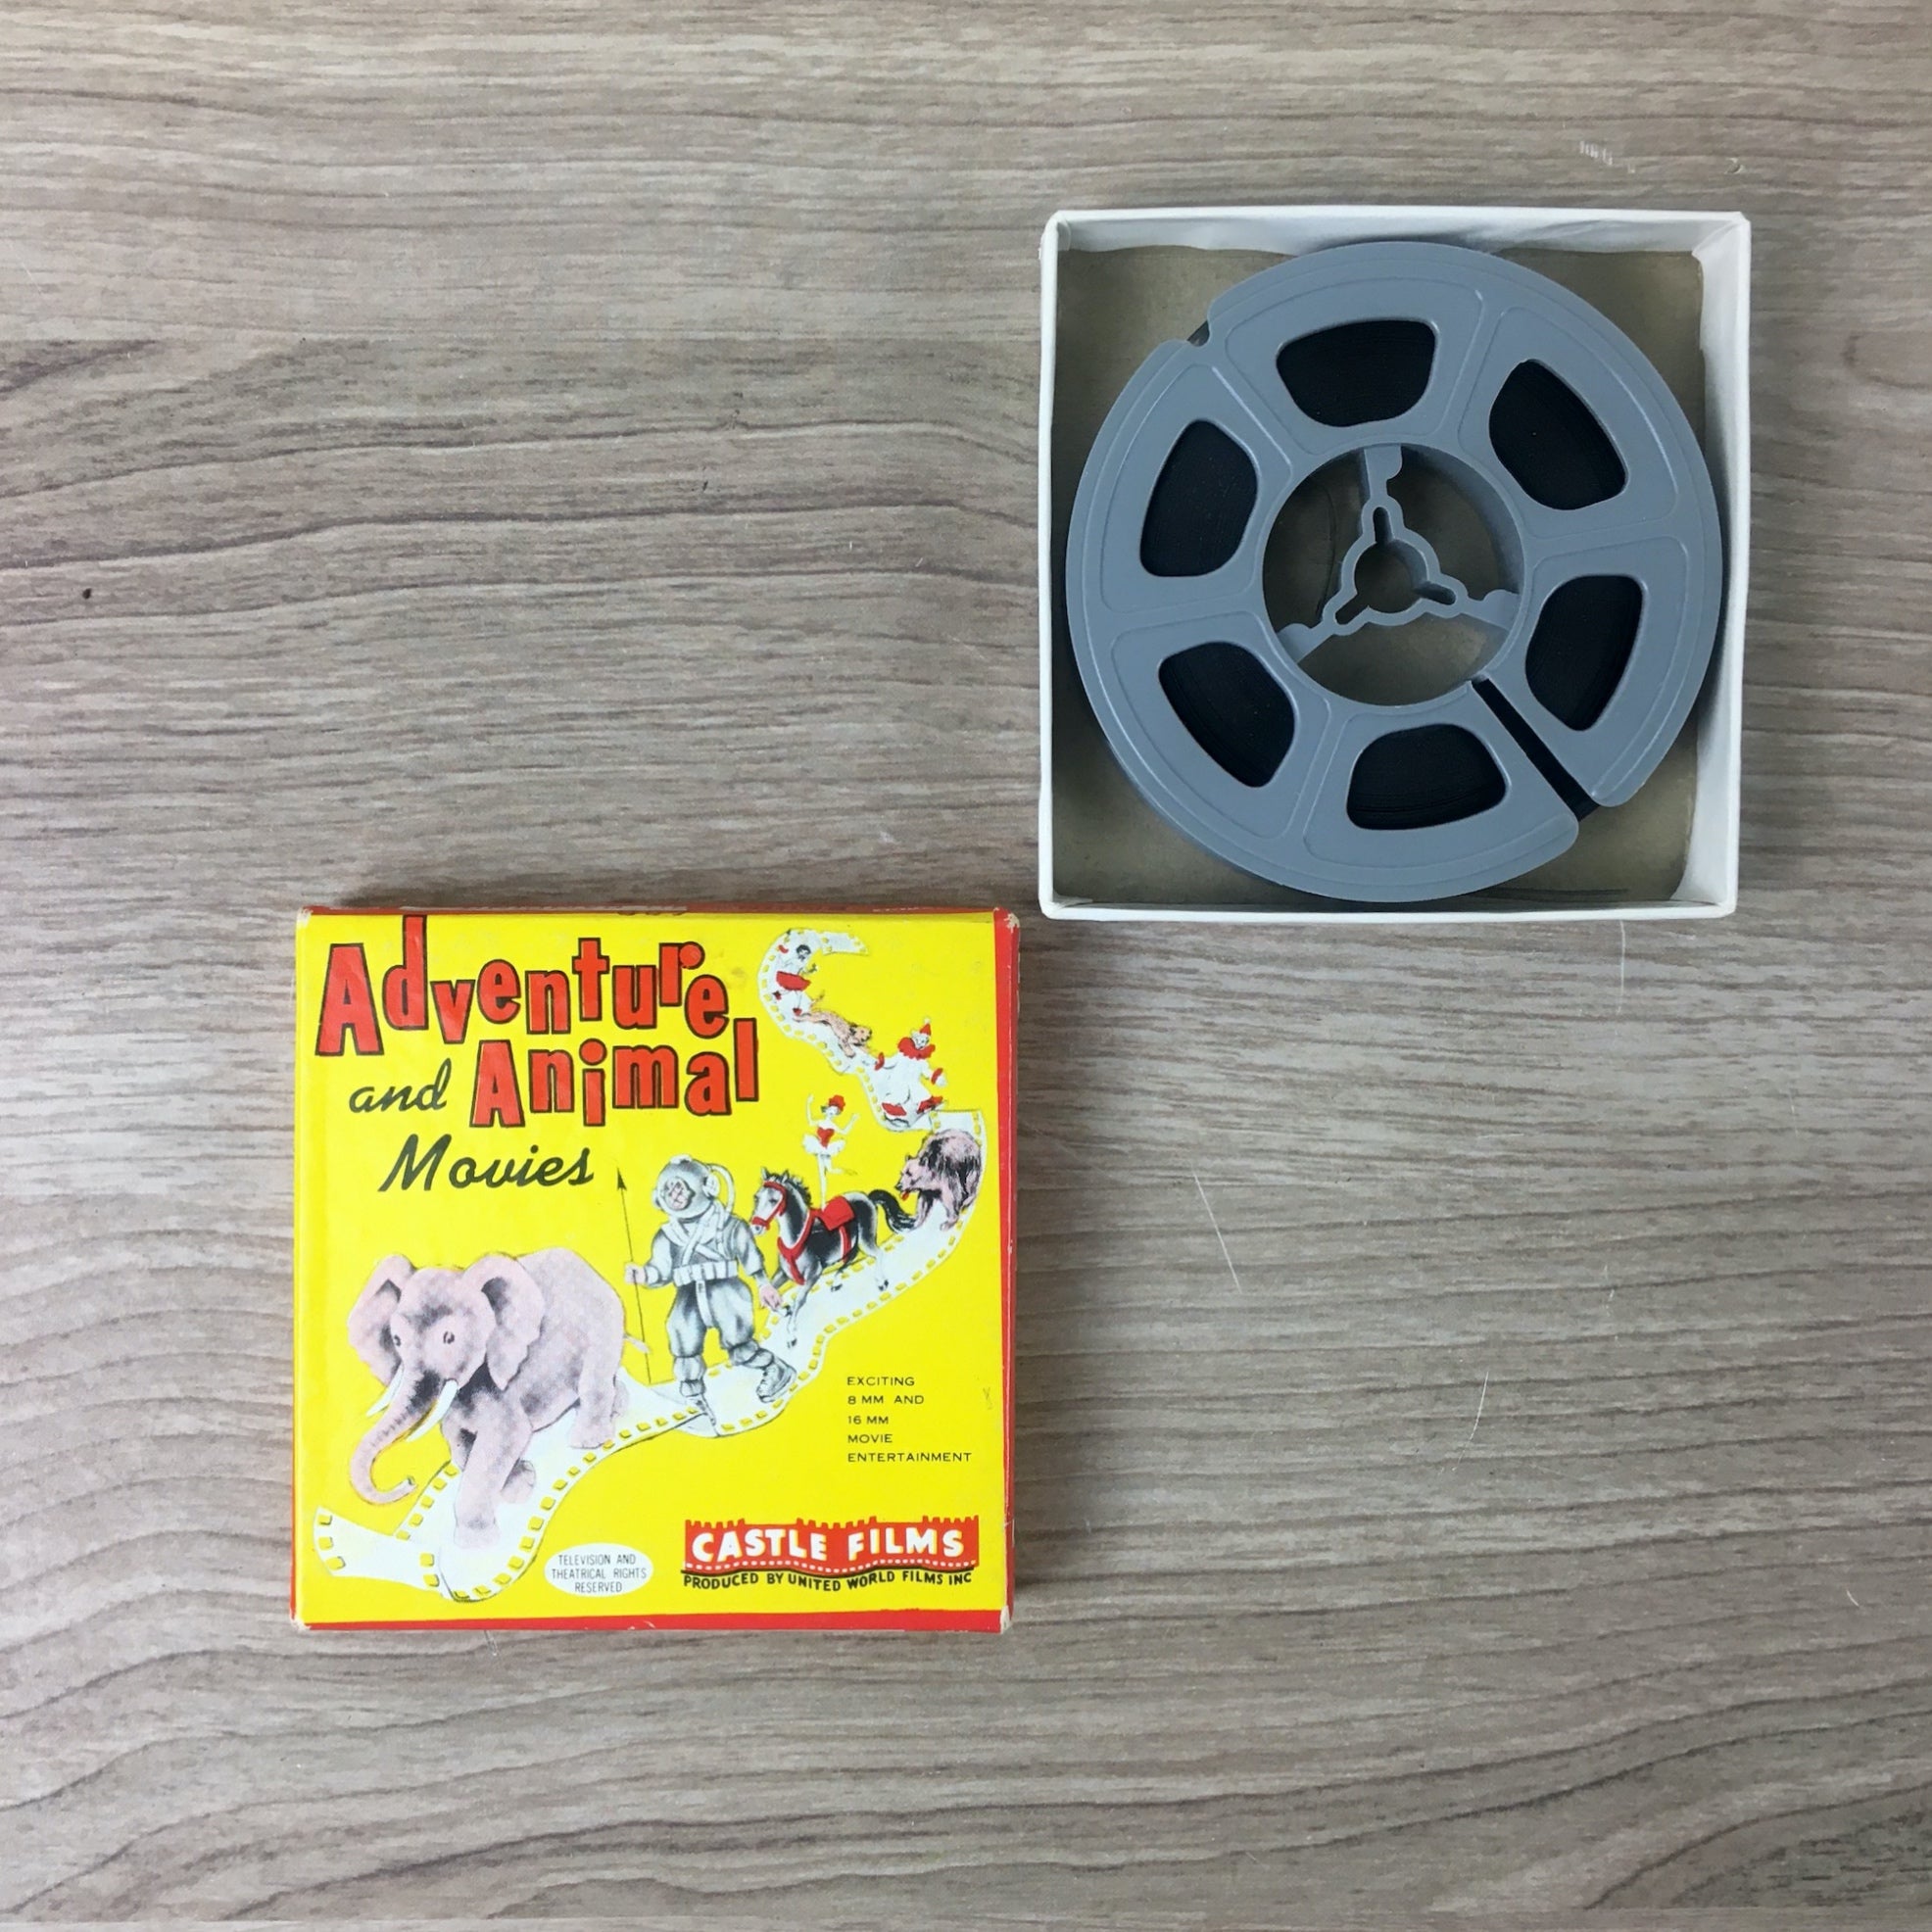 Adventure
and Animal
Movies
EXCITING
8 MM AND
16 MM
MOVIE
ENTERTAINMENT
TELEVISION AND
THEATRICAL RIGHTS
RESERVED
CASTLE FILMS
PRODUCED BY UNITED WORLD FILMS INC